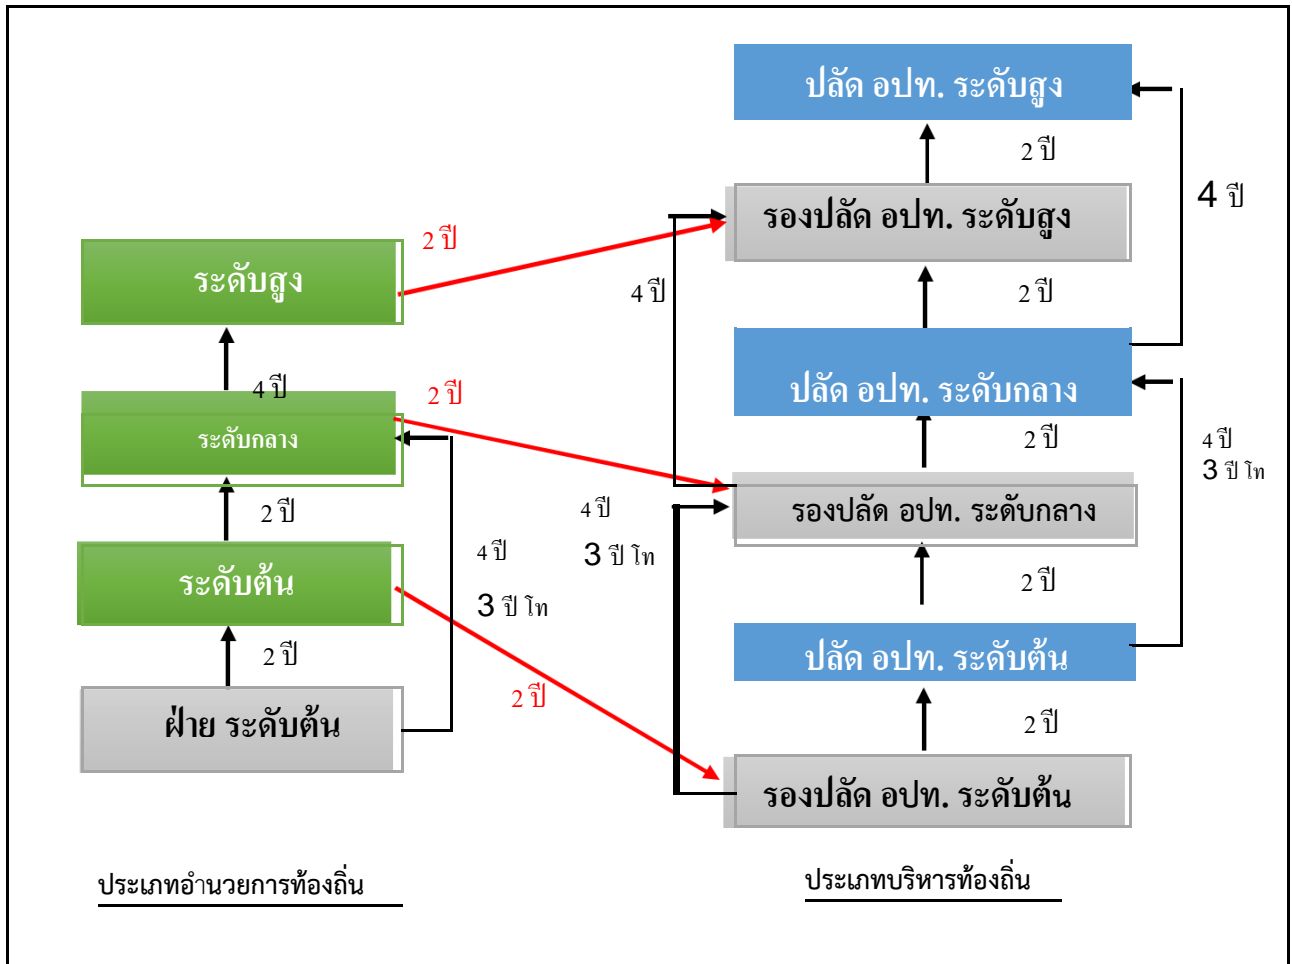 ปลัด อปท. ระดับสูง
2 ปี
4 ปี
รองปลัด อปท. ระดับสูง
2 ปี
ระดับสูง
4 ปี
2 ปี
ปลัด อปท. ระดับกลาง
4 ปี
2 ปี
ระดับกลาง
2 ปี
4 ปี
3 ปี โท
รองปลัด อปท. ระดับกลาง
2 ปี
4 ปี
3 ปี โท
4 ปี
3 ปี โท
ระดับต้น
2 ปี
ปลัด อปท. ระดับต้น
2 ปี
2 ปี
2 ปี
ฝ่าย ระดับต้น
รองปลัด อปท. ระดับต้น
ประเภทอำนวยการท้องถิ่น
ประเภทบริหารท้องถิ่น